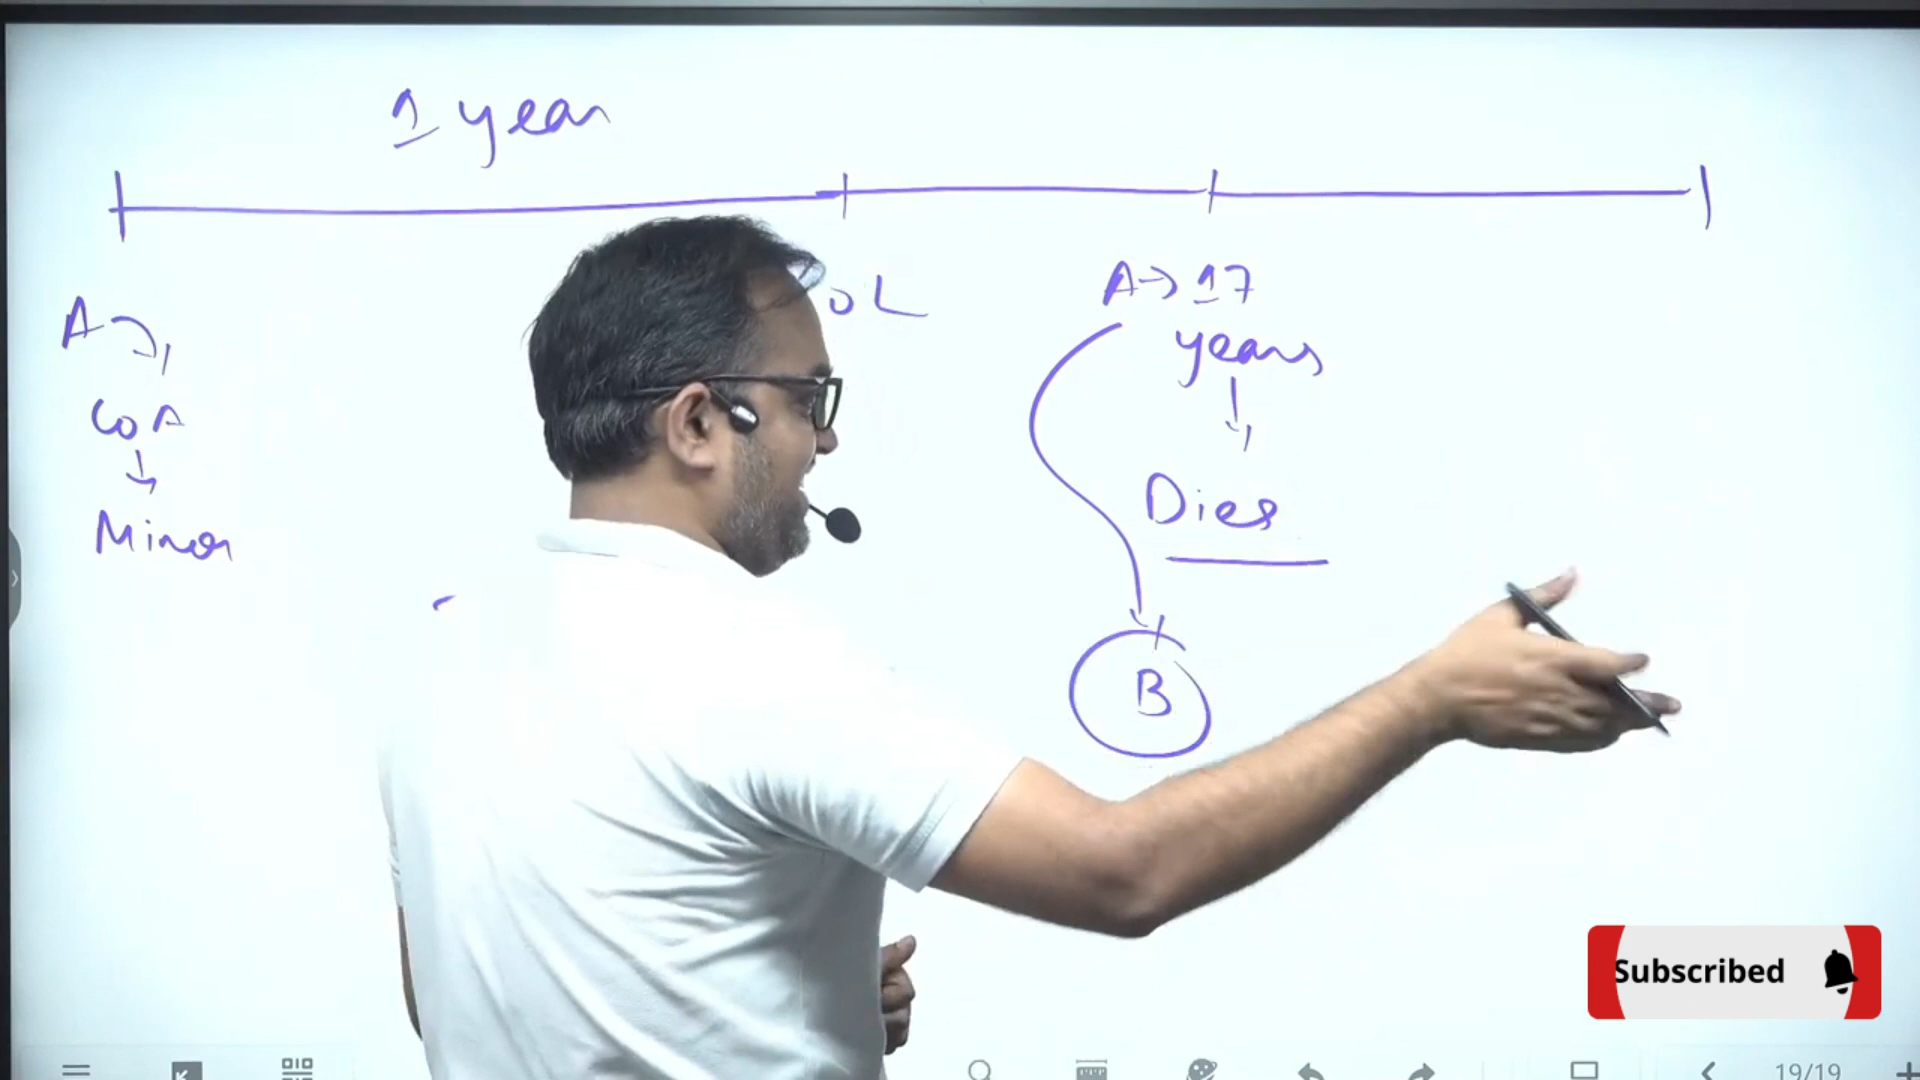 1 year
A →
CoA
↓
Minor
OL
A → 17
years
↓
Dies
B
Subscribed
19/19